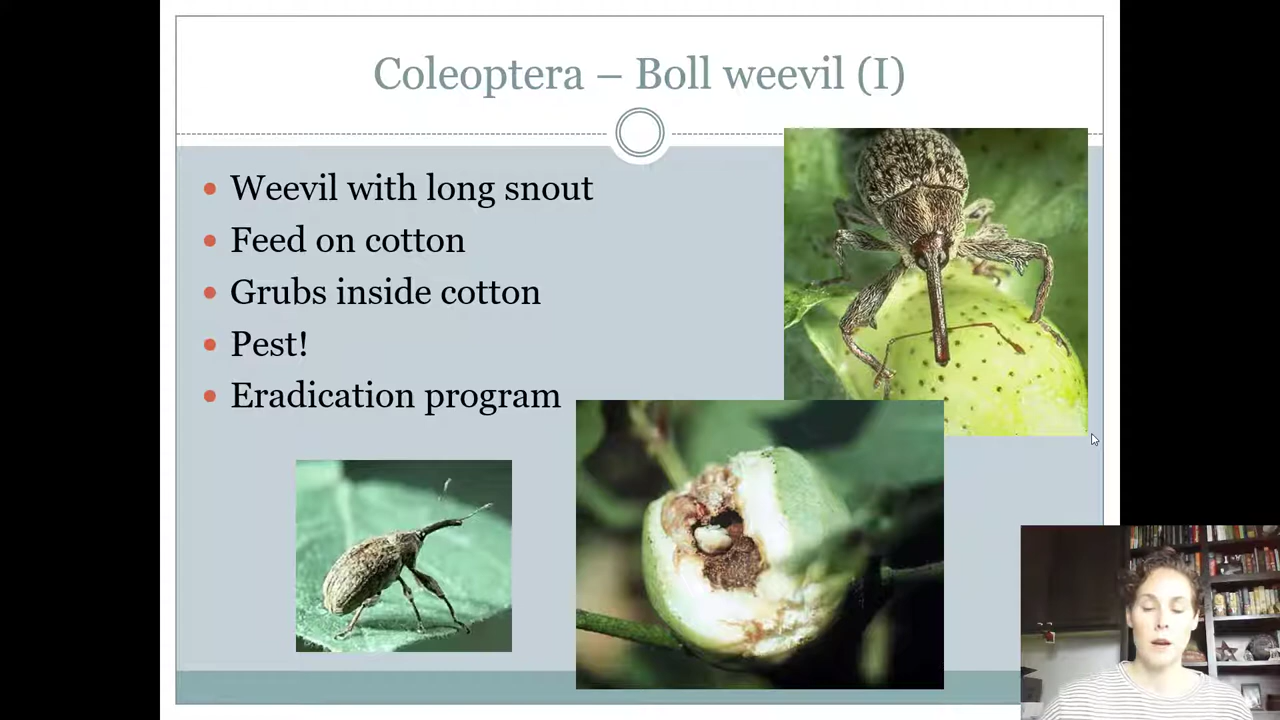 Coleoptera – Boll weevil (I)
Weevil with long snout
Feed on cotton
Grubs inside cotton
Pest!
Eradication program